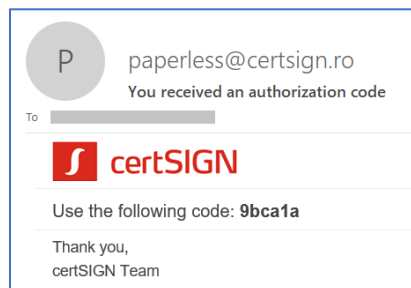 P
paperless@certsign.ro
You received an authorization code
To
certSIGN
Use the following code: 9bca1a
Thank you,
certSIGN Team